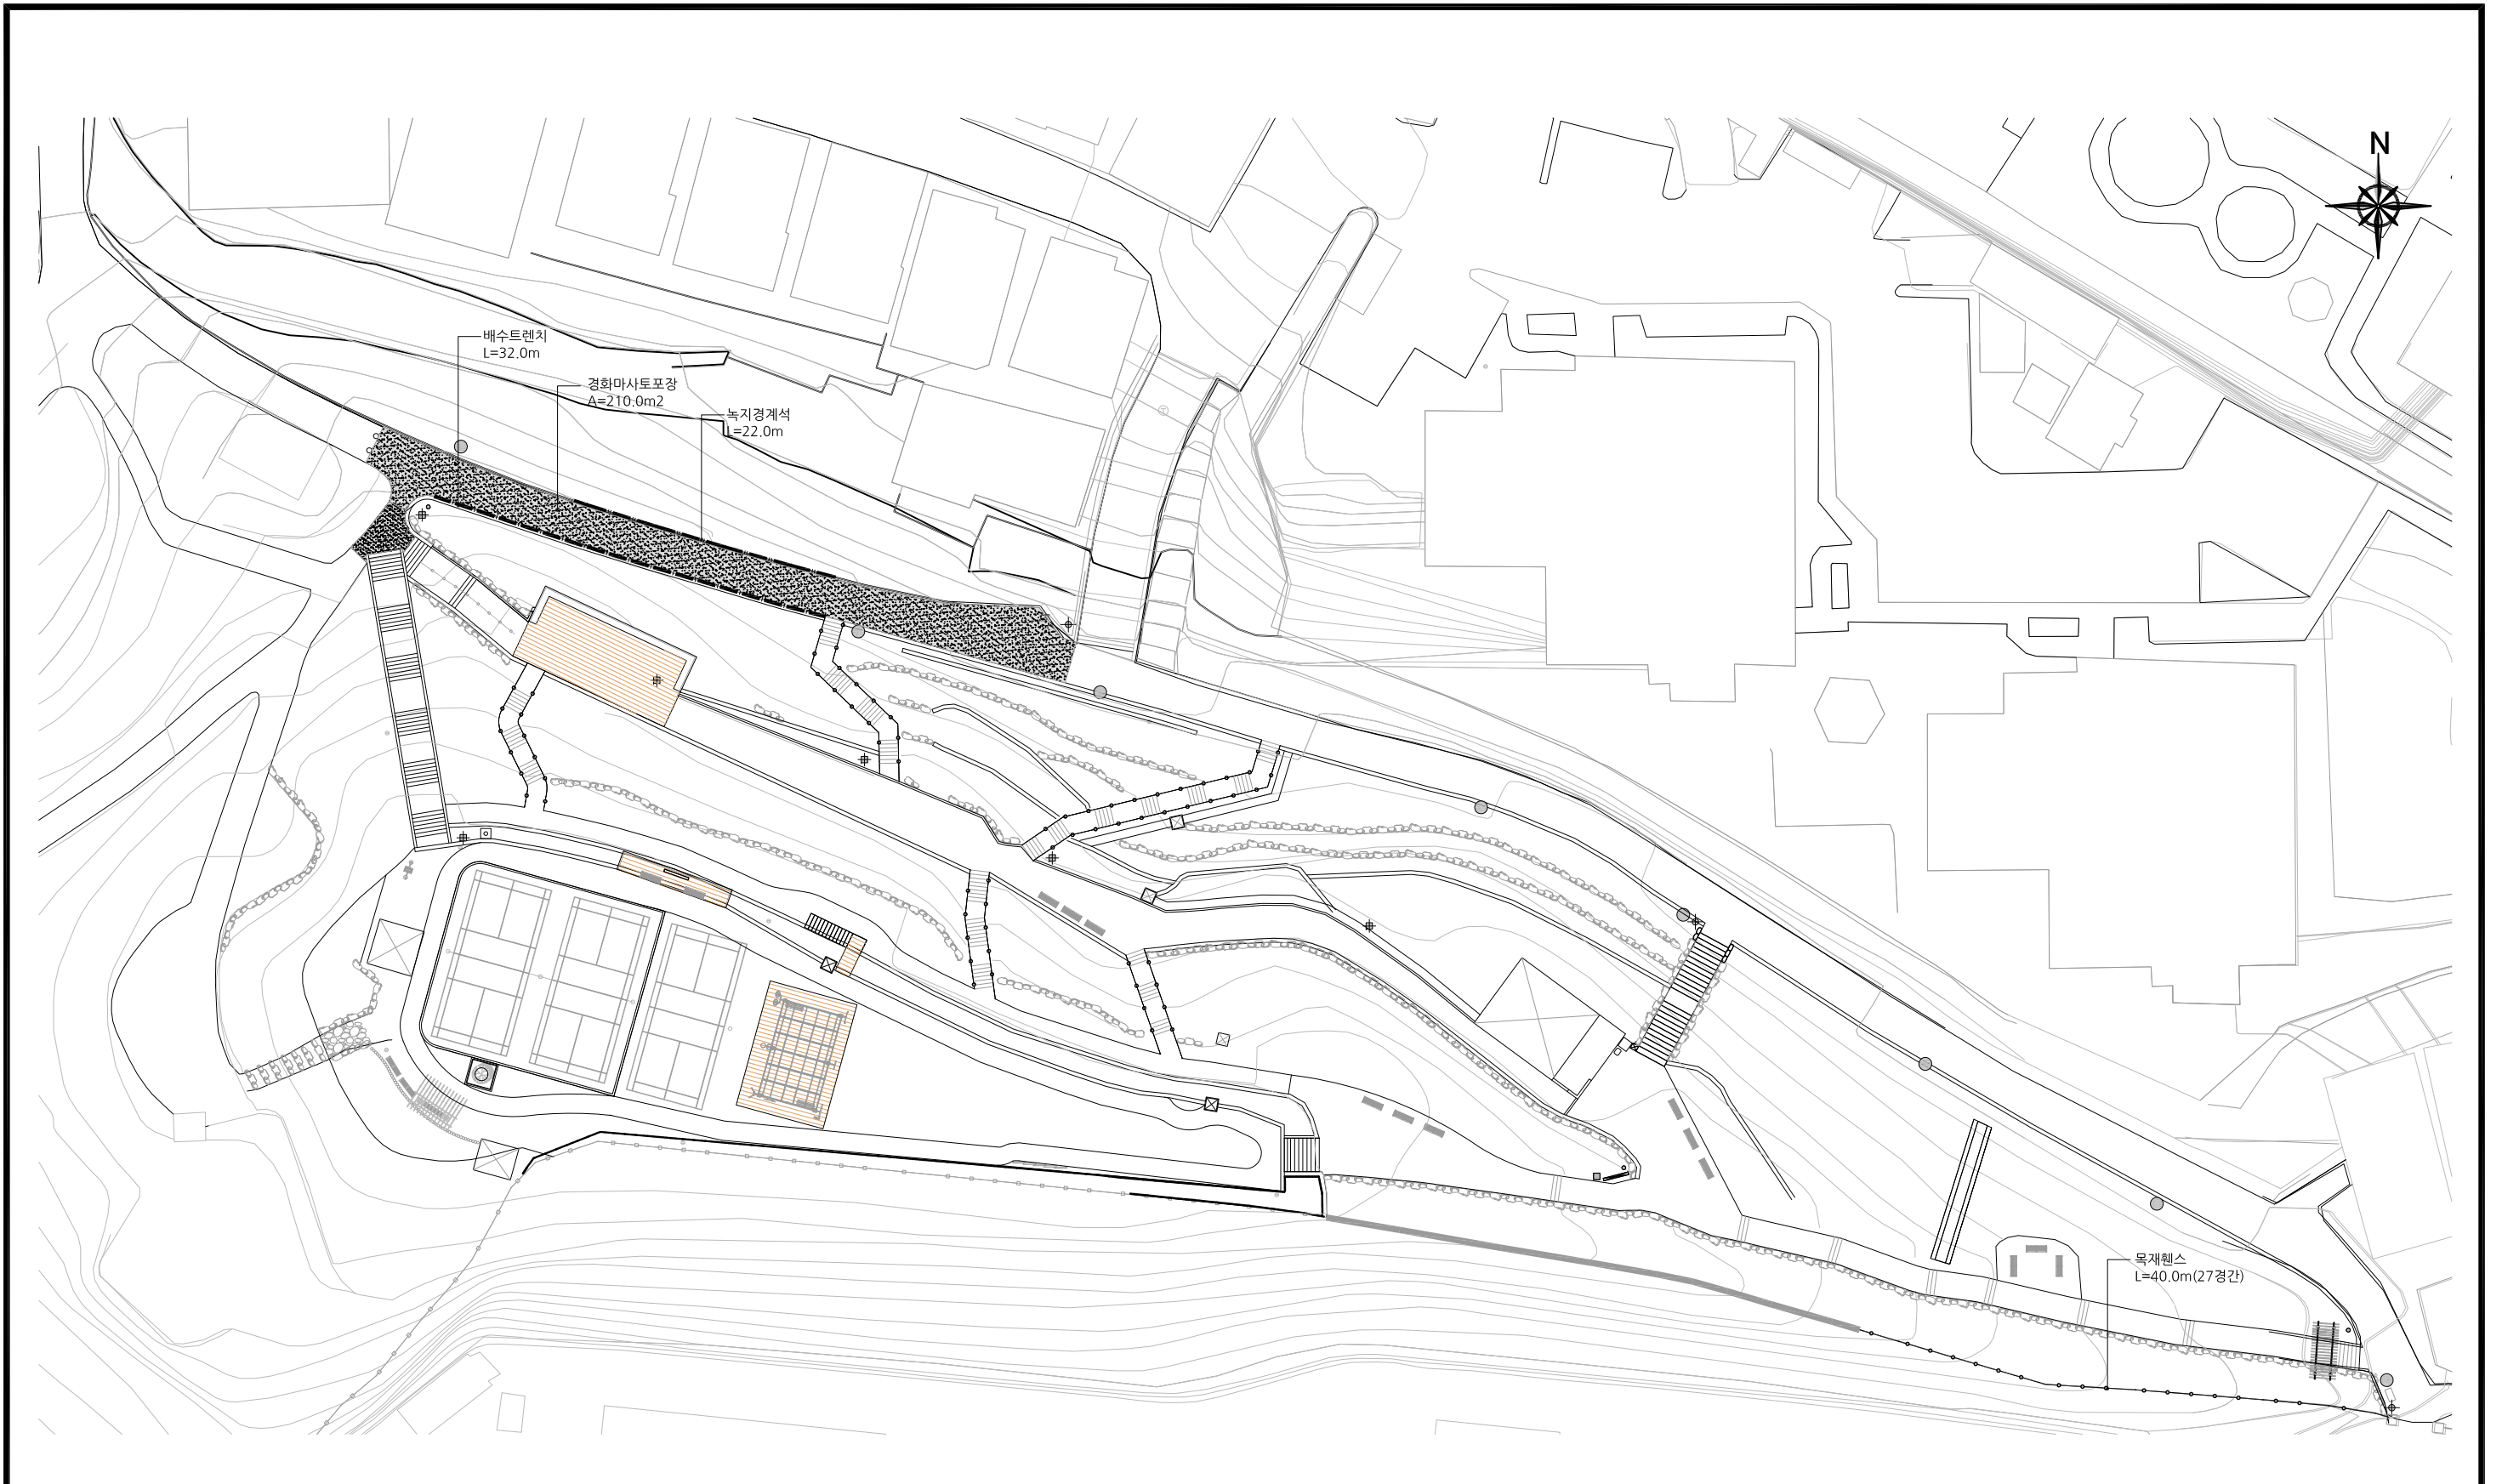 N
배수트렌치
L=32.0m
경화마사토포장
A=210.0m2
녹지경계석
L=22.0m
목재휀스
L=40.0m(27경간)